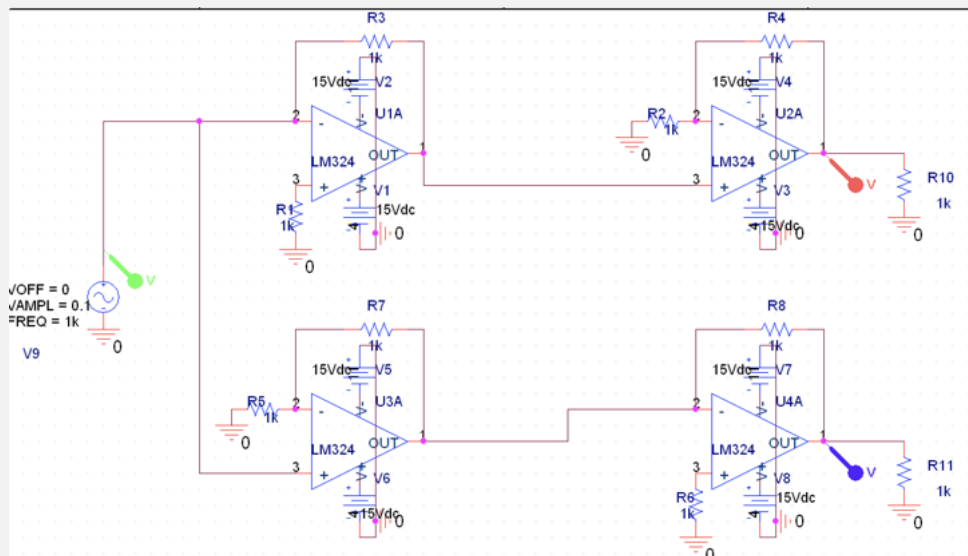 R3
1k
15Vdc
V2
2
U1A
-
V-
OUT
1
LM324
3
+
V+
V1
15Vdc
R1
1k
4
0
0
R4
1k
15Vdc
V4
R2
1k
0
2
U2A
-
V-
OUT
1
LM324
3
+
V+
V3
15Vdc
4
0
V
R10
1k
0
V
VOFF = 0
VAMPL = 0.1
FREQ = 1k
V9
0
R7
1k
15Vdc
V5
R5
1k
0
2
U3A
-
V-
OUT
1
LM324
3
+
V+
V6
15Vdc
4
0
R8
1k
15Vdc
V7
2
U4A
-
V-
OUT
1
LM324
3
+
V+
V8
15Vdc
R6
1k
4
0
0
V
R11
1k
0